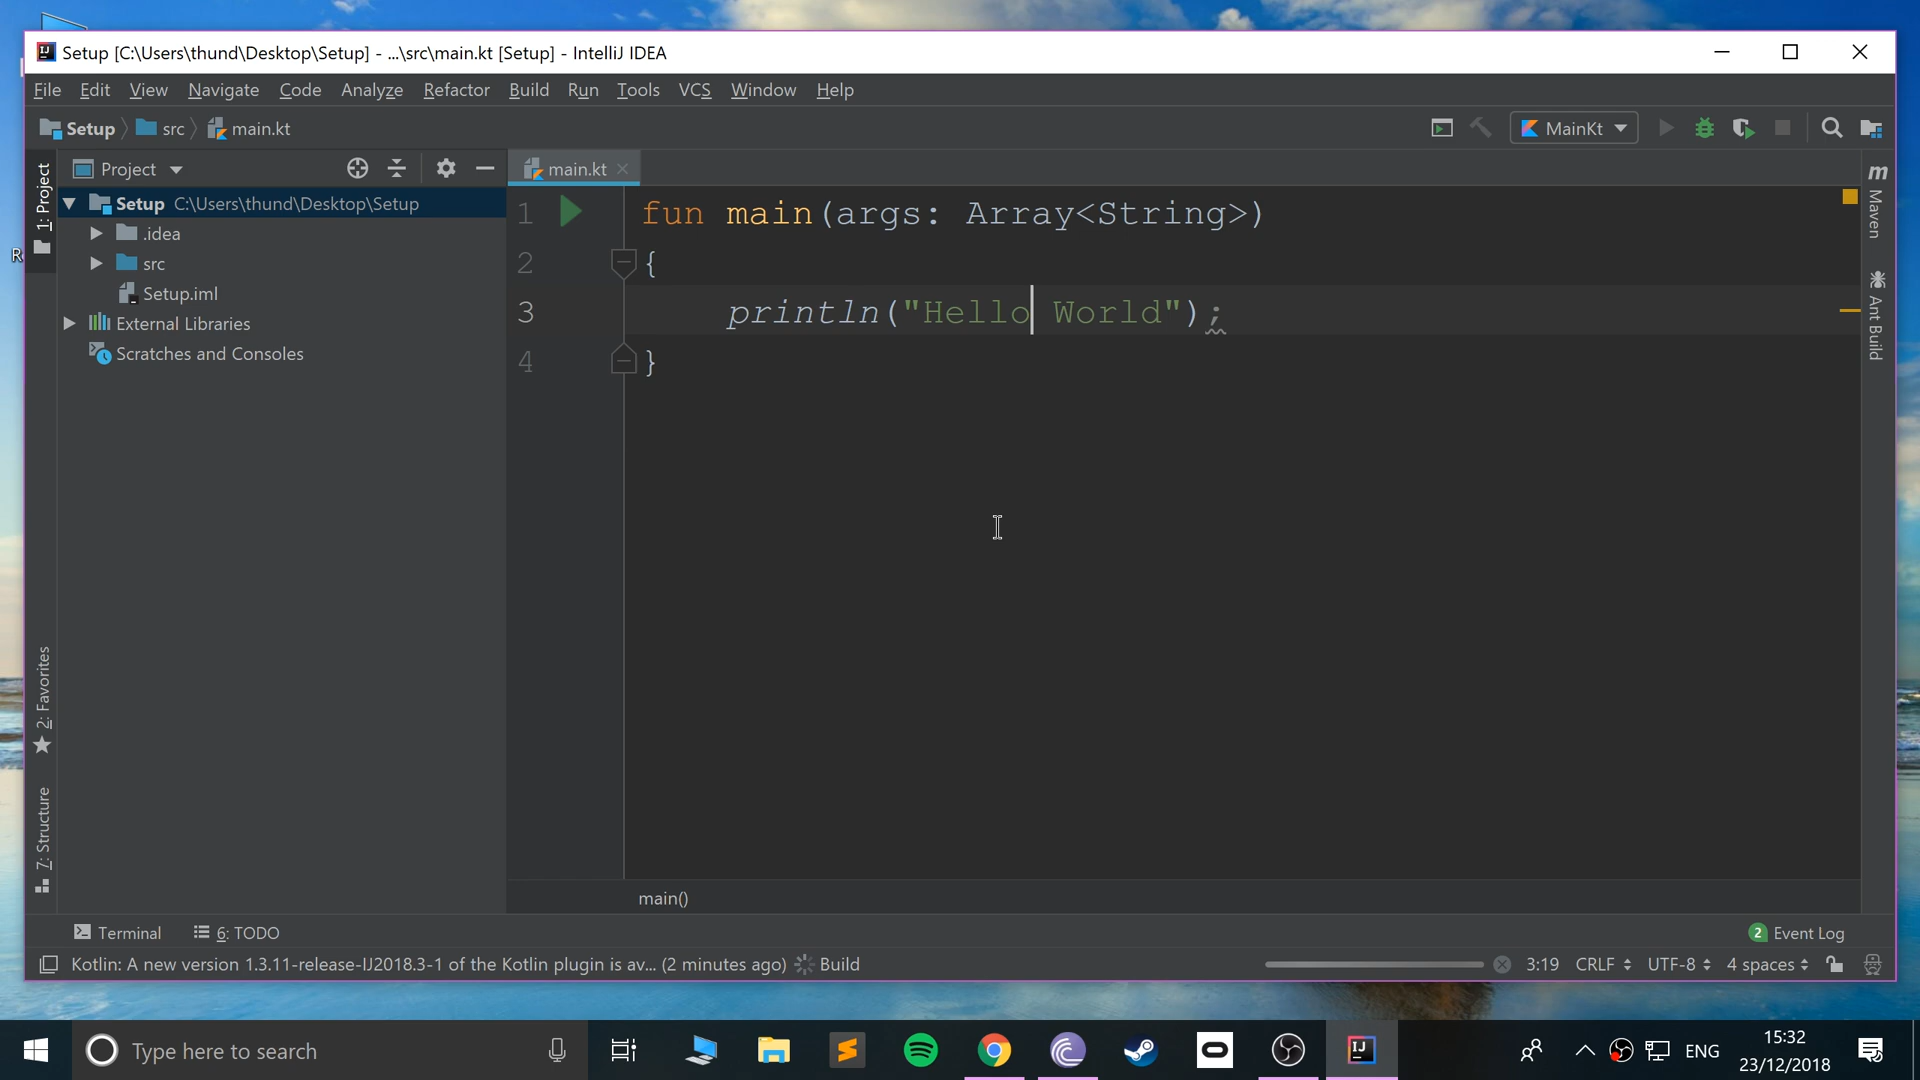 Setup [C:\Users\thund\Desktop\Setup] - ...\src\main.kt [Setup] - IntelliJ IDEA
File Edit View Navigate Code Analyze Refactor Build Run Tools VCS Window Help
Setup src main.kt MainKt
Project main.kt
1: Project
Setup C:\Users\thund\Desktop\Setup
.idea
src
Setup.iml
External Libraries
Scratches and Consoles
1 fun main(args: Array<String>)
2 {
3 println("Hello World");
4 }
m Maven
Ant Build
2: Favorites
7: Structure
main()
Terminal 6: TODO 2 Event Log
Kotlin: A new version 1.3.11-release-IJ2018.3-1 of the Kotlin plugin is av... (2 minutes ago) Build 3:19 CRLF UTF-8 4 spaces
Type here to search IJ ENG 15:32
23/12/2018